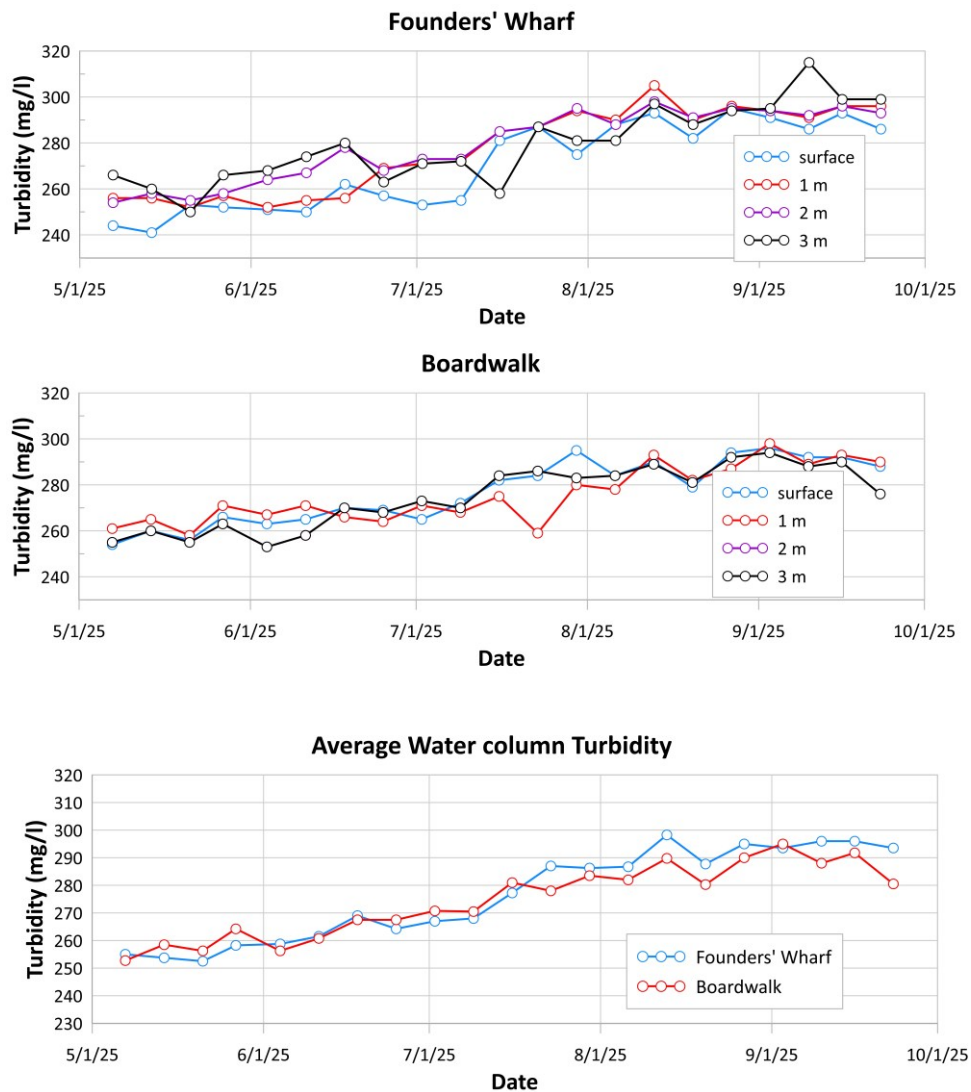 Founders' Wharf
Turbidity (mg/l)
320
300
280
260
240
surface
1 m
2 m
3 m
5/1/25 6/1/25 7/1/25 8/1/25 9/1/25 10/1/25
Date
Boardwalk
Turbidity (mg/l)
320
300
280
260
240
surface
1 m
2 m
3 m
5/1/25 6/1/25 7/1/25 8/1/25 9/1/25 10/1/25
Date
Average Water column Turbidity
Turbidity (mg/l)
320
310
300
290
280
270
260
250
240
230
Founders' Wharf
Boardwalk
5/1/25 6/1/25 7/1/25 8/1/25 9/1/25 10/1/25
Date